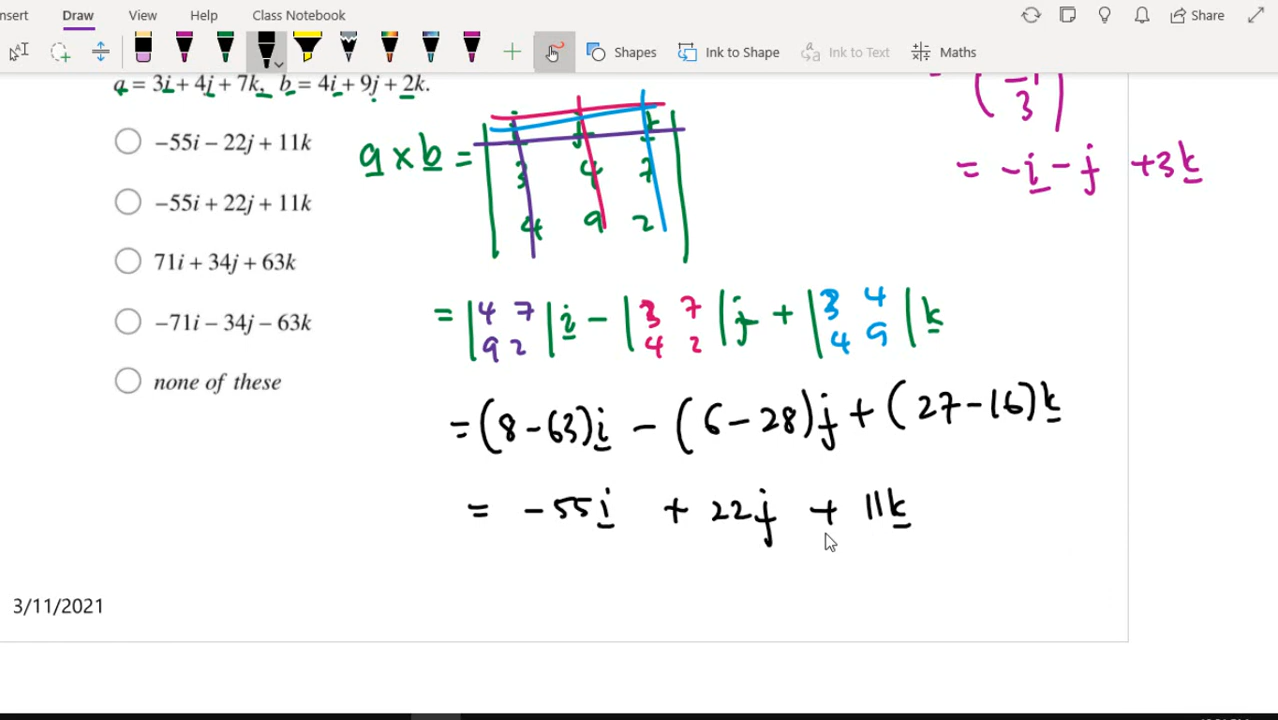 nsert Draw View Help Class Notebook Share
Shapes Ink to Shape Ink to Text Maths
a = 3i + 4j + 7k, b = 4i + 9j + 2k.
−55i − 22j + 11k
−55i + 22j + 11k
71i + 34j + 63k
−71i − 34j − 63k
none of these
a × b = | i j k |
| 3 4 7 |
| 4 9 2 |
= | 4 7 | i − | 3 7 | j + | 3 4 | k
| 9 2 | | 4 2 | | 4 9 |
= (8 − 63)i − (6 − 28)j + (27 − 16)k
= −55i + 22j + 11k
3
= −i − j + 3k
3/11/2021